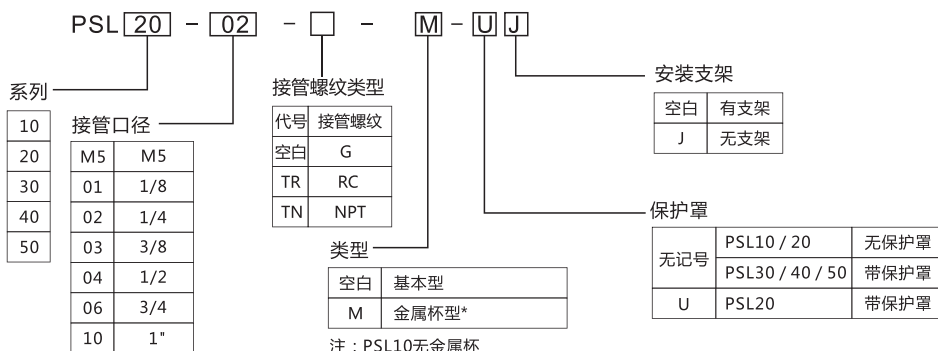 PSL 20 - 02 - □ - M - U J
系列
10
20
30
40
50
接管口径
M5 M5
01 1/8
02 1/4
03 3/8
04 1/2
06 3/4
10 1"
接管螺纹类型
代号 接管螺纹
空白 G
TR RC
TN NPT
类型
空白 基本型
M 金属杯型*
注：PSL10无金属杯
安装支架
空白 有支架
J 无支架
保护罩
无记号 PSL10 / 20 无保护罩
PSL30 / 40 / 50 带保护罩
U PSL20 带保护罩